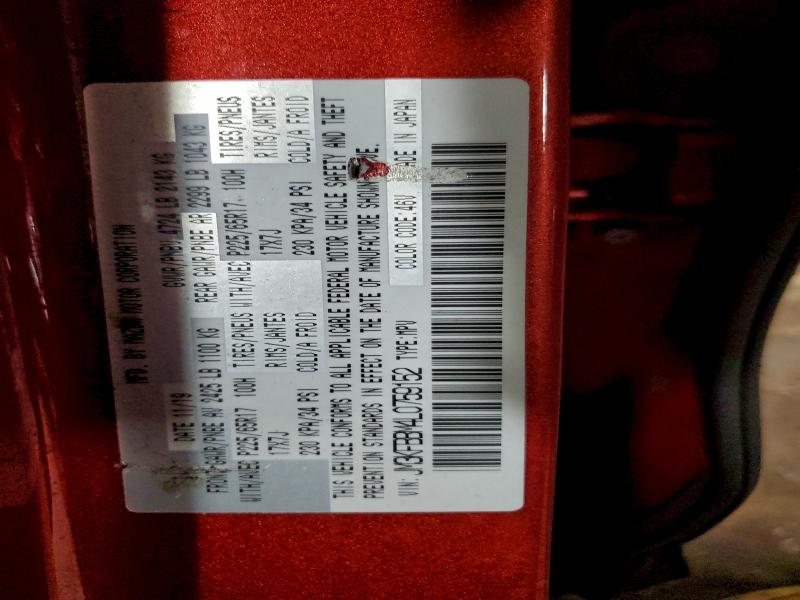 MFD. BY MAZDA MOTOR CORPORATION
DATE 11/19 GVWR/PNBV 4724 LB 2143 KG
FRONT GAWR/PNBE AV 2425 LB 1100 KG REAR GAWR/PNBE AR 2299 LB 1043 KG
WITH/AVEC P225/65R17 100H TIRES/PNEUS WITH/AVEC P225/65R17 100H TIRES/PNEUS
17X7J RIMS/JANTES 17X7J RIMS/JANTES
230 KPA/34 PSI COLD/A FROID 230 KPA/34 PSI COLD/A FROID
THIS VEHICLE CONFORMS TO ALL APPLICABLE FEDERAL MOTOR VEHICLE SAFETY AND THEFT
PREVENTION STANDARDS IN EFFECT ON THE DATE OF MANUFACTURE SHOWN
VIN: TYPE:MPV COLOR CODE:46V MADE IN JAPAN